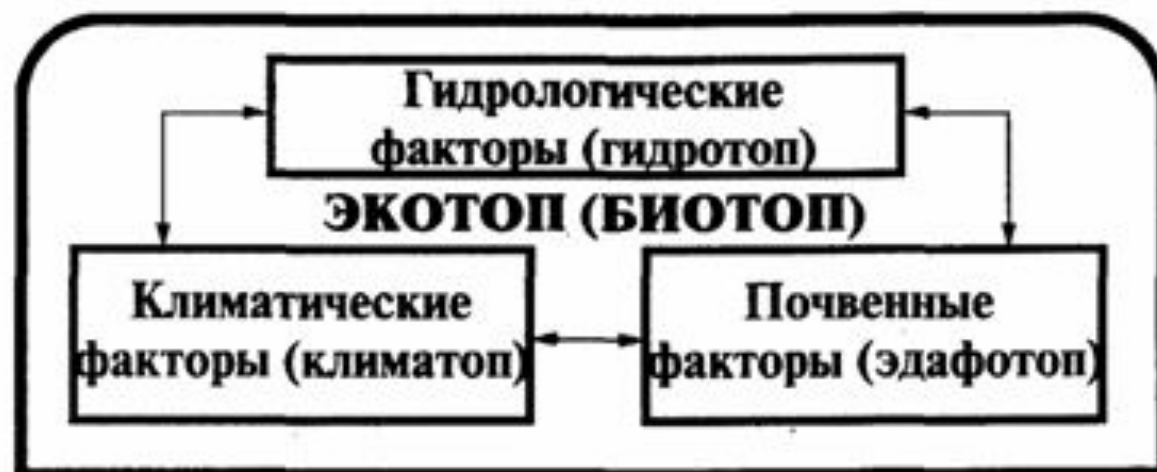 Гидрологические
факторы (гидротоп)
ЭКОТОП (БИОТОП)
Климатические
факторы (климатоп)
Почвенные
факторы (эдафотоп)